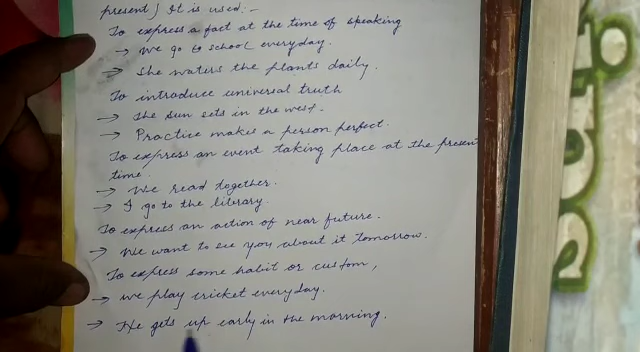 present) It is used:-
To express a fact at the time of speaking
→ We go to school everyday.
→ She waters the plants daily.
To introduce universal truth
→ The sun sets in the west.
→ Practice makes a person perfect.
To express an event taking place at the present
time.
→ We read together.
→ I go to the library.
To express an action of near future.
→ We want to see you about it tomorrow.
To express some habit or custom,
→ we play cricket everyday.
→ He gets up early in the morning.